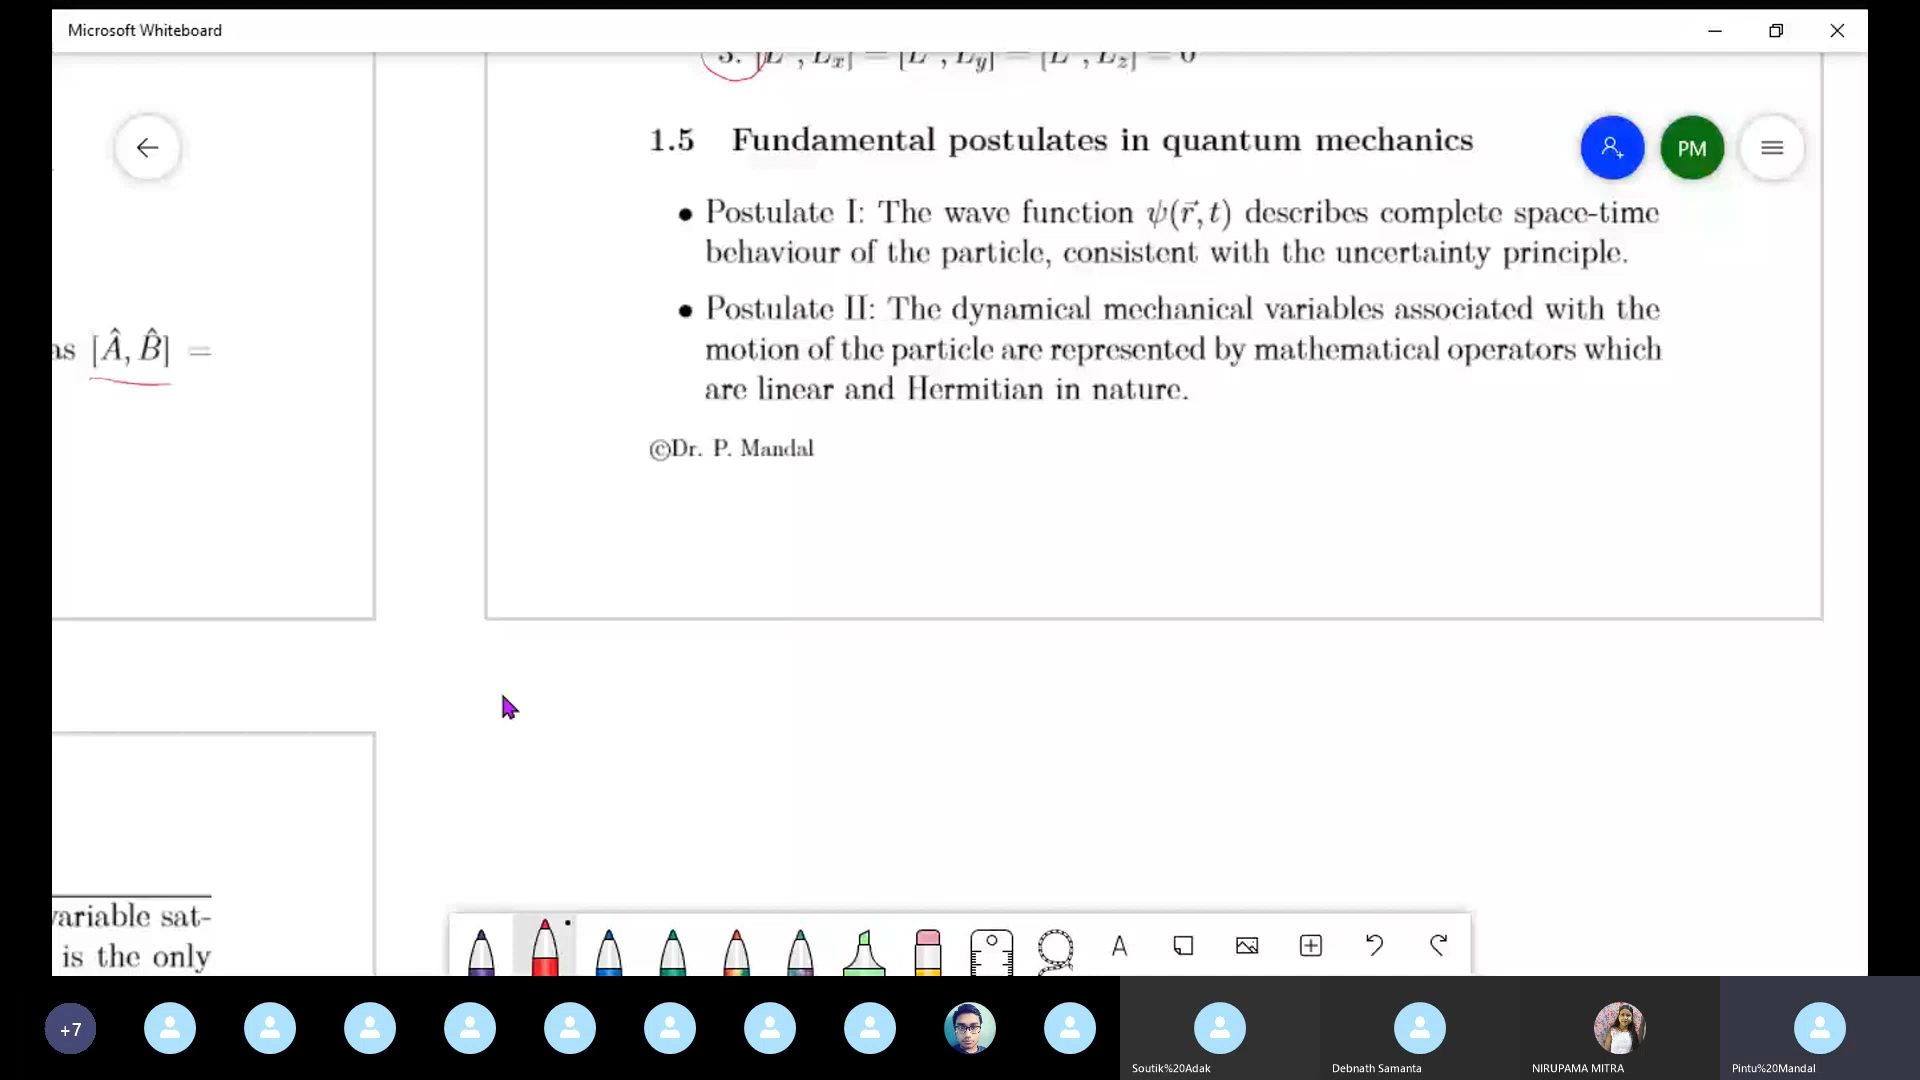 Microsoft Whiteboard
1.5 Fundamental postulates in quantum mechanics
PM
• Postulate I: The wave function ψ(r⃗, t) describes complete space-time
behaviour of the particle, consistent with the uncertainty principle.
• Postulate II: The dynamical mechanical variables associated with the
motion of the particle are represented by mathematical operators which
are linear and Hermitian in nature.
©Dr. P. Mandal
as [Â, B̂] =
variable sat-
is the only
A
+7
Soutik%20Adak
Debnath Samanta
NIRUPAMA MITRA
Pintu%20Mandal